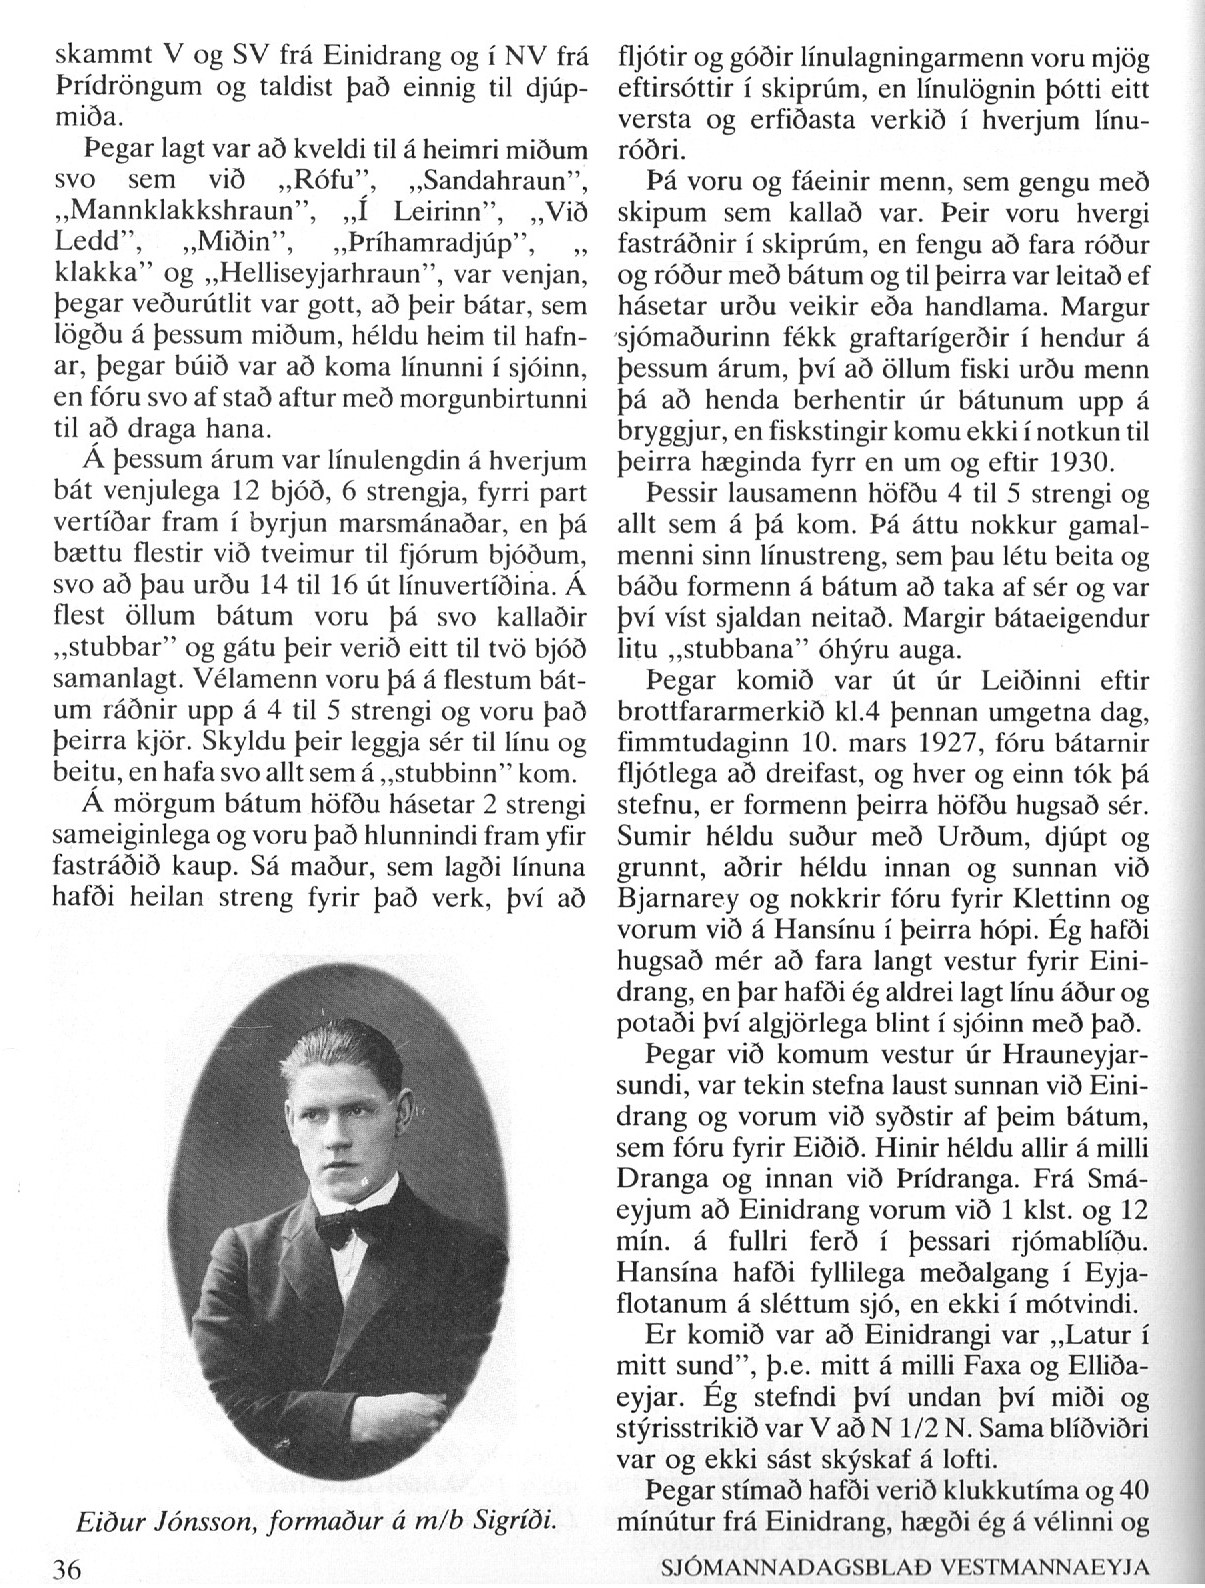 skammt V og SV frá Einidrang og í NV frá
Þrídröngum og taldist það einnig til djúp-
miða.
Þegar lagt var að kveldi til á heimri miðum
svo sem við „Rófu”, „Sandahraun”,
„Mannklakkshraun”, „Í Leirinn”, „Við
Ledd”, „Miðin”, „Þríhamradjúp”, „
klakka” og „Helliseyjarhraun”, var venjan,
þegar veðurútlit var gott, að þeir bátar, sem
lögðu á þessum miðum, héldu heim til hafn-
ar, þegar búið var að koma línunni í sjóinn,
en fóru svo af stað aftur með morgunbirtunni
til að draga hana.
Á þessum árum var línulengdin á hverjum
bát venjulega 12 bjóð, 6 strengja, fyrri part
vertíðar fram í byrjun marsmánaðar, en þá
bættu flestir við tveimur til fjórum bjóðum,
svo að þau urðu 14 til 16 út línuvertíðina. Á
flest öllum bátum voru þá svo kallaðir
„stubbar” og gátu þeir verið eitt til tvö bjóð
samanlagt. Vélamenn voru þá á flestum bát-
um ráðnir upp á 4 til 5 strengi og voru það
þeirra kjör. Skyldu þeir leggja sér til línu og
beitu, en hafa svo allt sem á „stubbinn” kom.
Á mörgum bátum höfðu hásetar 2 strengi
sameiginlega og voru það hlunnindi fram yfir
fastráðið kaup. Sá maður, sem lagði línuna
hafði heilan streng fyrir það verk, því að
Eiður Jónsson, formaður á m/b Sigríði.
fljótir og góðir línulagningarmenn voru mjög
eftirsóttir í skiprúm, en línulögnin þótti eitt
versta og erfiðasta verkið í hverjum línu-
róðri.
Þá voru og fáeinir menn, sem gengu með
skipum sem kallað var. Þeir voru hvergi
fastráðnir í skiprúm, en fengu að fara róður
og róður með bátum og til þeirra var leitað ef
hásetar urðu veikir eða handlama. Margur
sjómaðurinn fékk graftarígerðir í hendur á
þessum árum, því að öllum fiski urðu menn
þá að henda berhentir úr bátunum upp á
bryggjur, en fiskstingir komu ekki í notkun til
þeirra hæginda fyrr en um og eftir 1930.
Þessir lausamenn höfðu 4 til 5 strengi og
allt sem á þá kom. Þá áttu nokkur gamal-
menni sinn línustreng, sem þau létu beita og
báðu formenn á bátum að taka af sér og var
því víst sjaldan neitað. Margir bátaeigendur
litu „stubbana” óhýru auga.
Þegar komið var út úr Leiðinni eftir
brottfararmerkið kl.4 þennan umgetna dag,
fimmtudaginn 10. mars 1927, fóru bátarnir
fljótlega að dreifast, og hver og einn tók þá
stefnu, er formenn þeirra höfðu hugsað sér.
Sumir héldu suður með Urðum, djúpt og
grunnt, aðrir héldu innan og sunnan við
Bjarnarey og nokkrir fóru fyrir Klettinn og
vorum við á Hansínu í þeirra hópi. Ég hafði
hugsað mér að fara langt vestur fyrir Eini-
drang, en þar hafði ég aldrei lagt línu áður og
potaði því algjörlega blint í sjóinn með það.
Þegar við komum vestur úr Hrauneyjar-
sundi, var tekin stefna laust sunnan við Eini-
drang og vorum við syðstir af þeim bátum,
sem fóru fyrir Eiðið. Hinir héldu allir á milli
Dranga og innan við Þrídranga. Frá Smá-
eyjum að Einidrang vorum við 1 klst. og 12
mín. á fullri ferð í þessari rjómablíðu.
Hansína hafði fyllilega meðalgang í Eyja-
flotanum á sléttum sjó, en ekki í mótvindi.
Er komið var að Einidrangi var „Latur í
mitt sund”, þ.e. mitt á milli Faxa og Elliða-
eyjar. Ég stefndi því undan því miði og
stýrisstrikið var V að N 1/2 N. Sama blíðviðri
var og ekki sást skýskaf á lofti.
Þegar stímað hafði verið klukkutíma og 40
mínútur frá Einidrang, hægði ég á vélinni og
36
SJÓMANNADAGSBLAÐ VESTMANNAEYJA